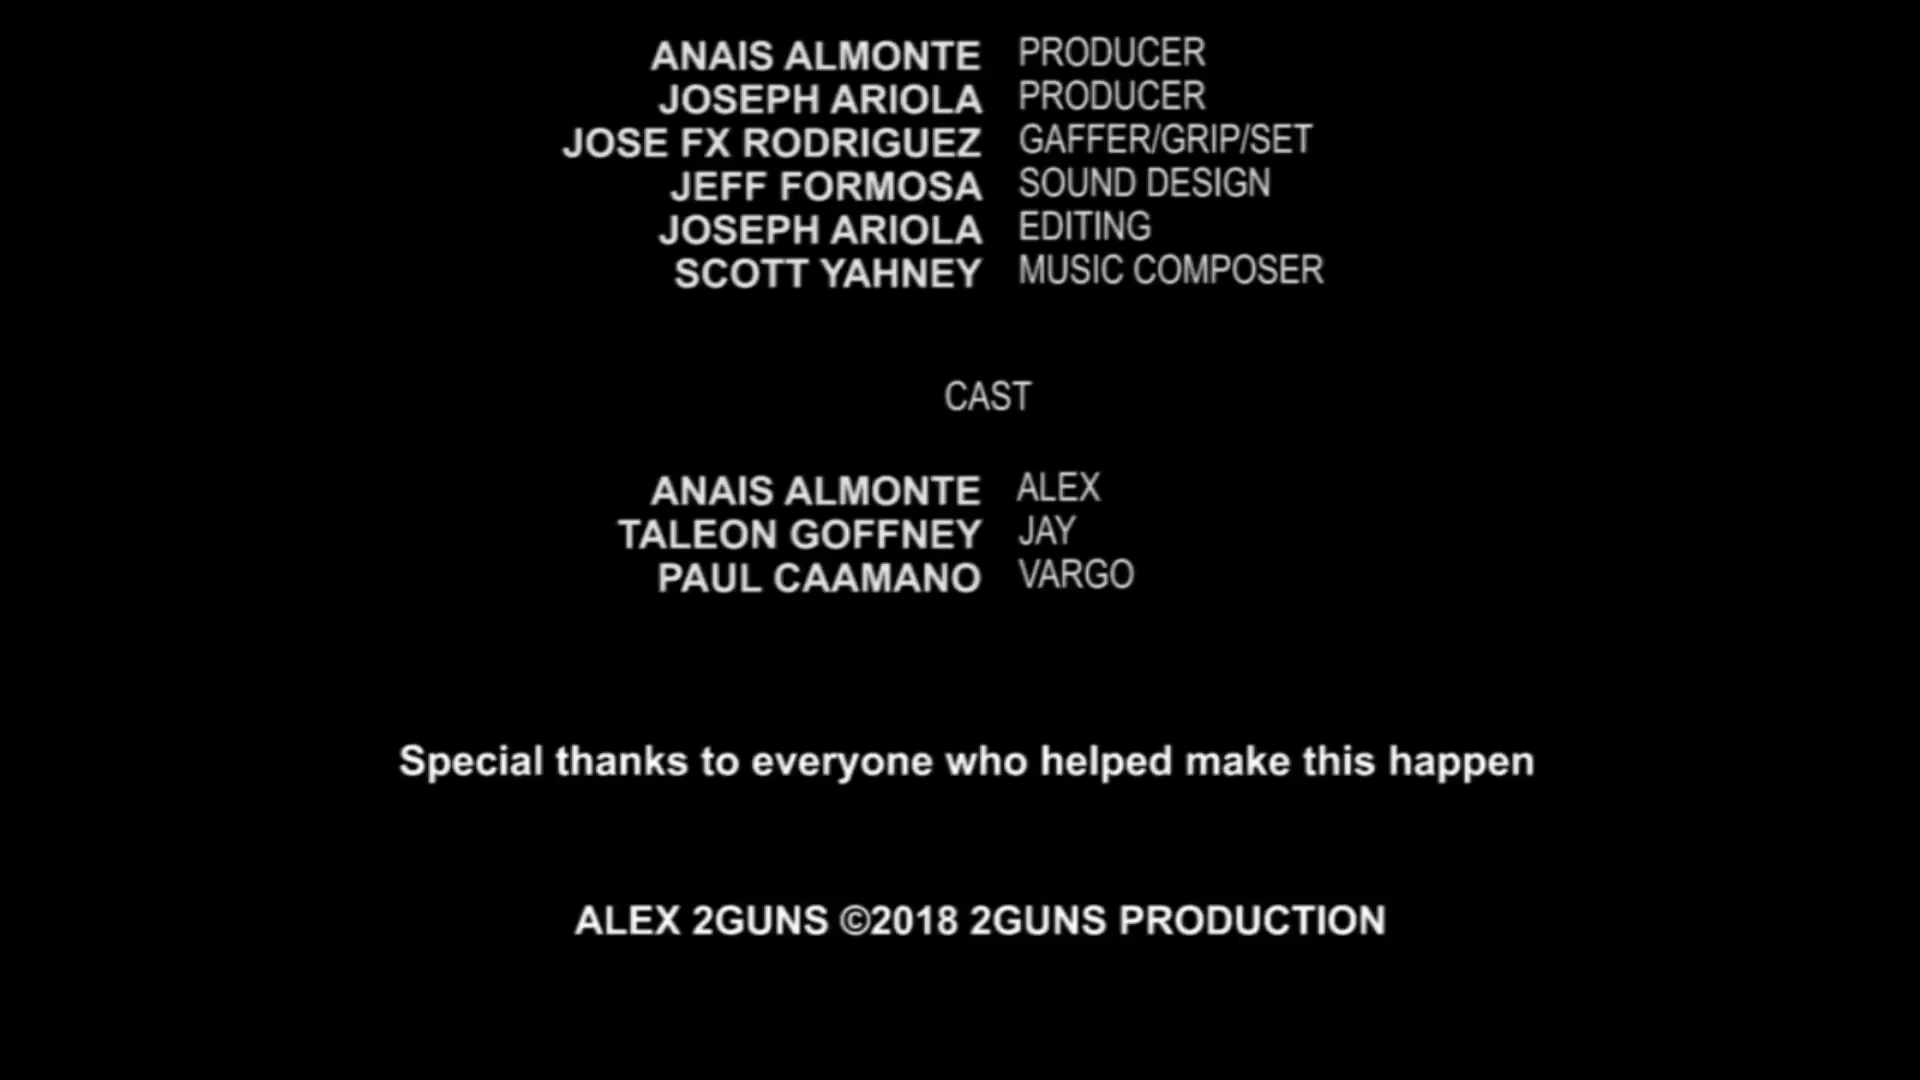 ANAIS ALMONTE PRODUCER
JOSEPH ARIOLA PRODUCER
JOSE FX RODRIGUEZ GAFFER/GRIP/SET
JEFF FORMOSA SOUND DESIGN
JOSEPH ARIOLA EDITING
SCOTT YAHNEY MUSIC COMPOSER
CAST
ANAIS ALMONTE ALEX
TALEON GOFFNEY JAY
PAUL CAAMANO VARGO
Special thanks to everyone who helped make this happen
ALEX 2GUNS ©2018 2GUNS PRODUCTION